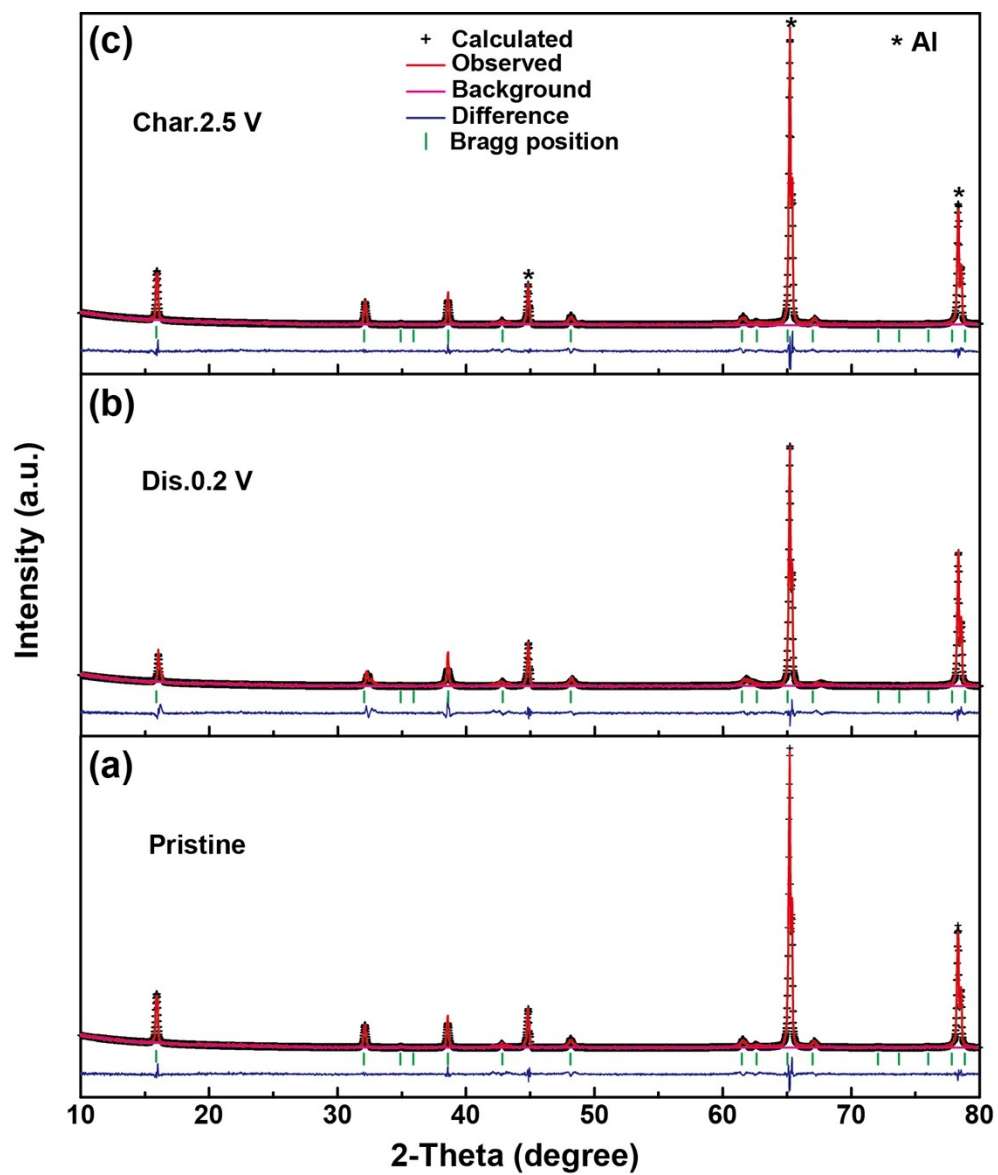 (c)
+ Calculated
Observed
Background
Difference
Bragg position
* Al
Char.2.5 V
*
*
*
(b)
Dis.0.2 V
(a)
Pristine
Intensity (a.u.)
10 20 30 40 50 60 70 80
2-Theta (degree)